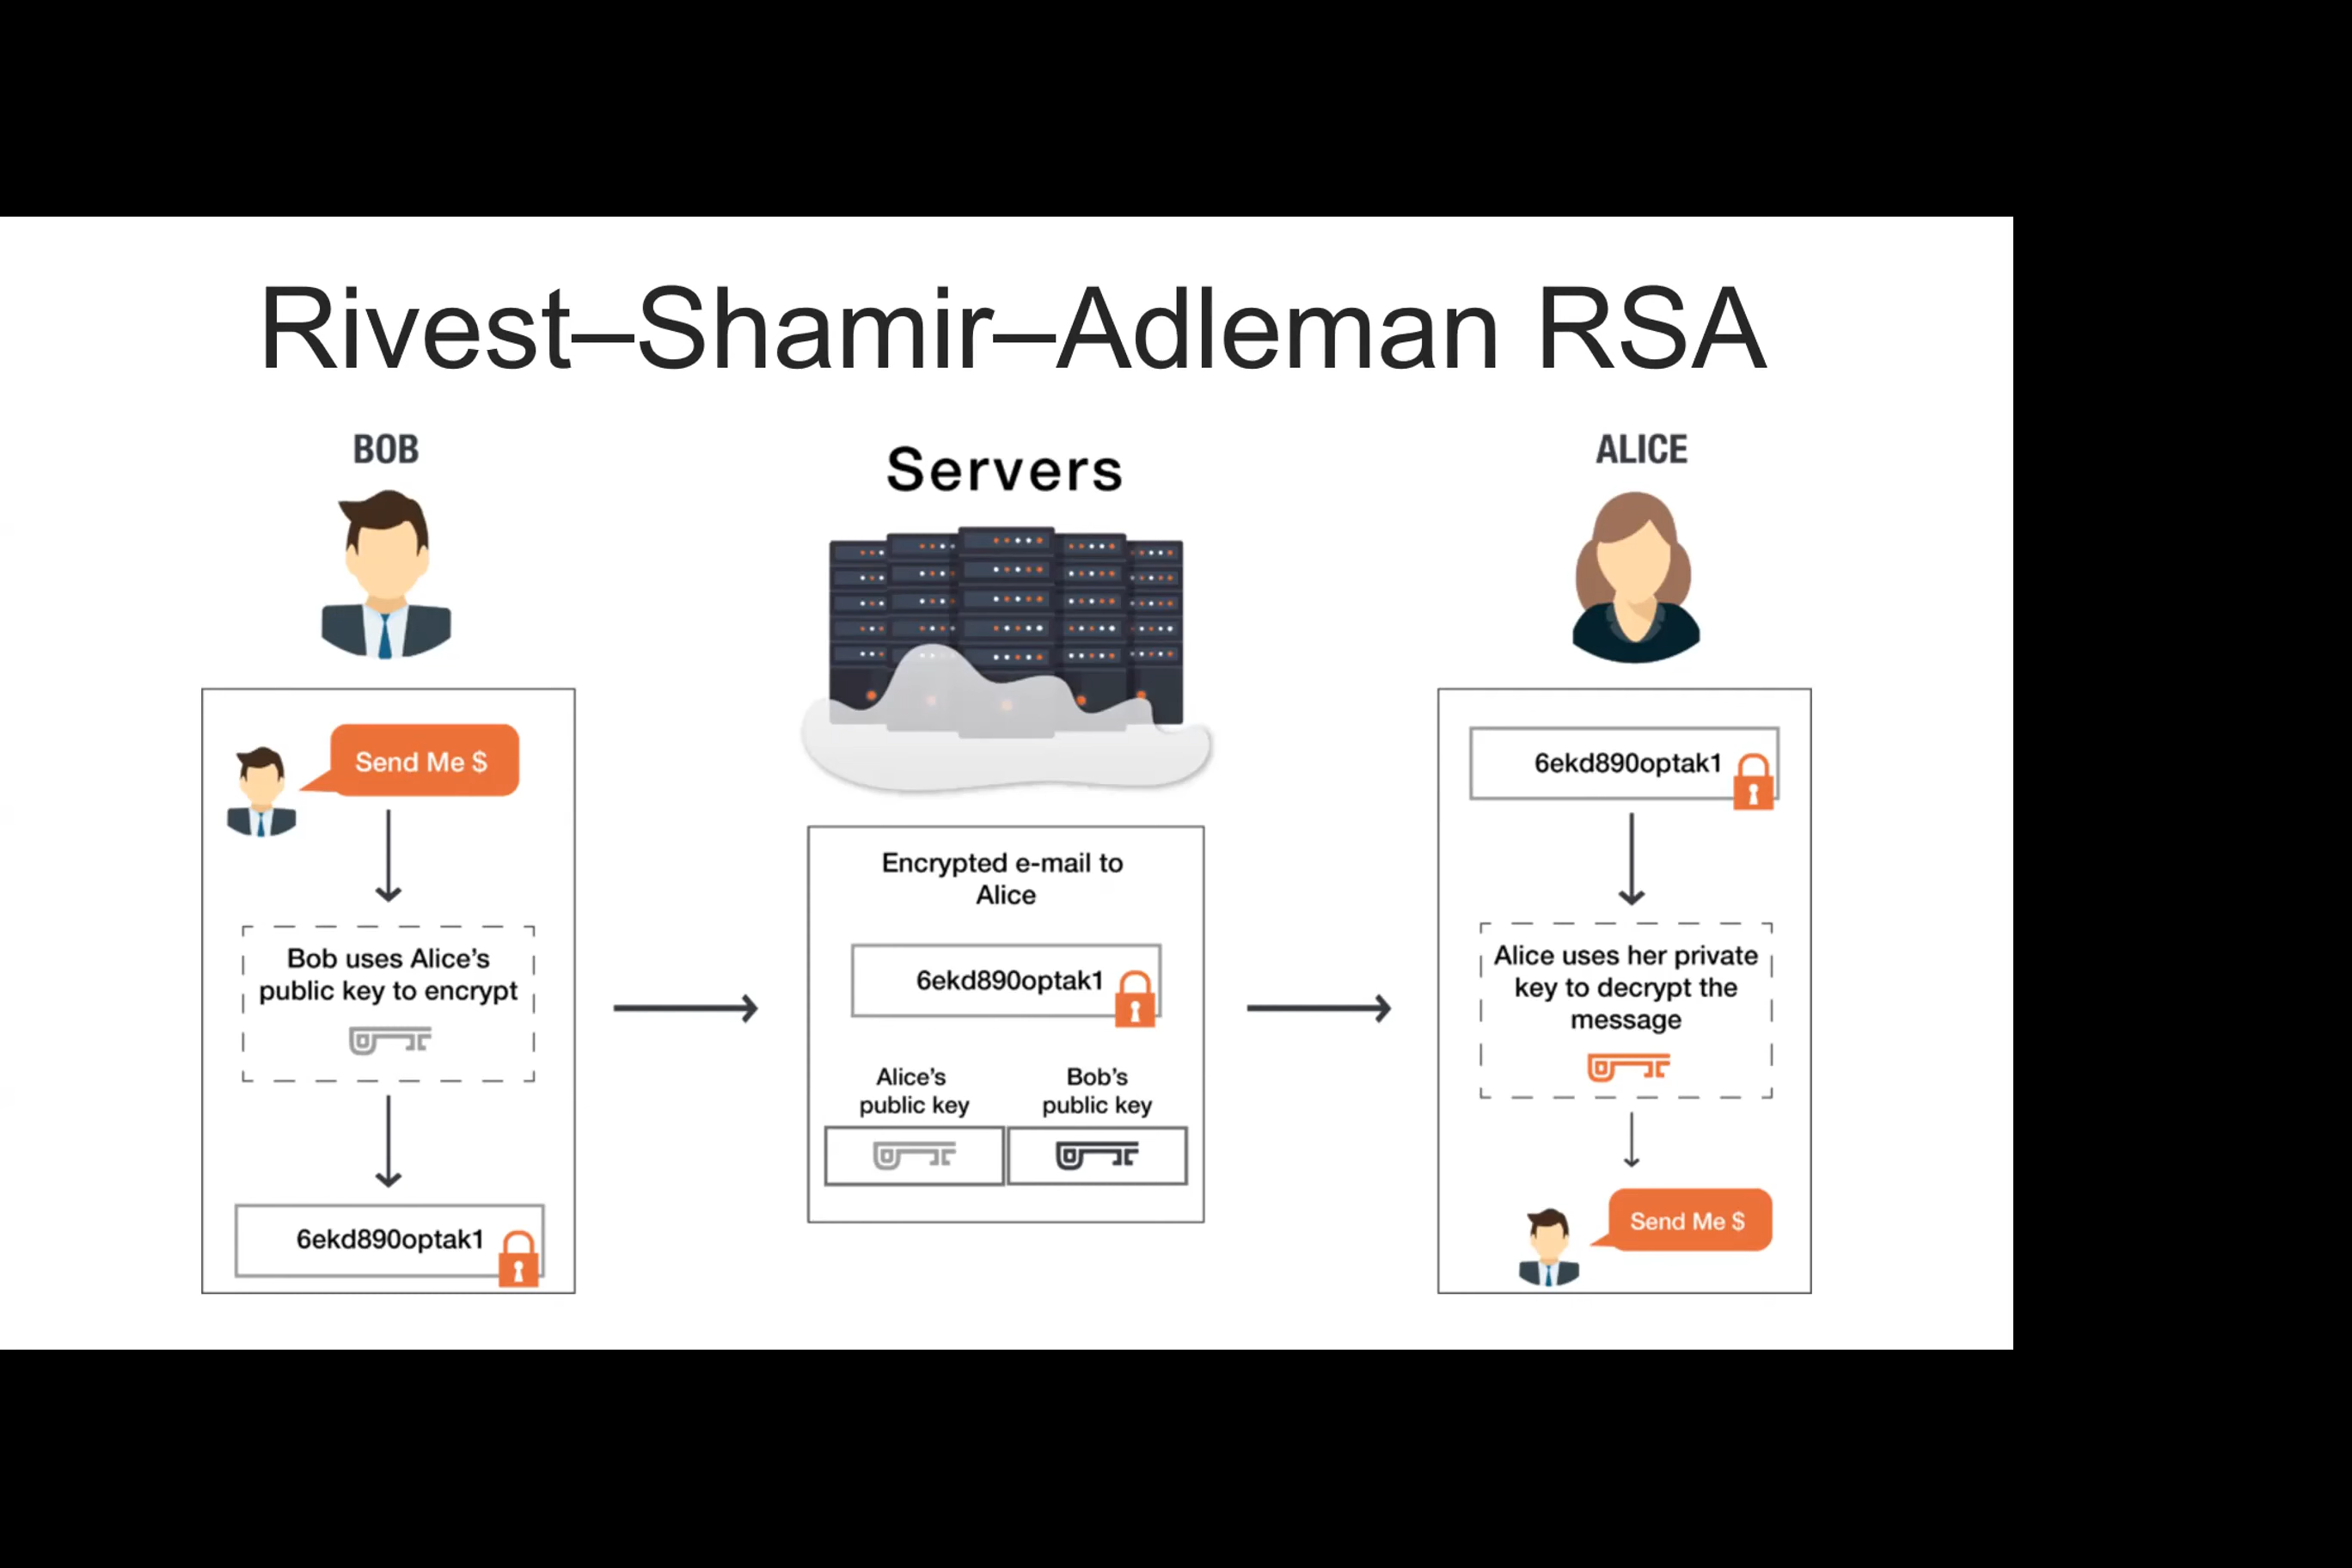 Rivest–Shamir–Adleman RSA
BOB
Send Me $
Bob uses Alice's
public key to encrypt
6ekd890optak1
Servers
Encrypted e-mail to
Alice
6ekd890optak1
Alice's
public key
Bob's
public key
ALICE
6ekd890optak1
Alice uses her private
key to decrypt the
message
Send Me $